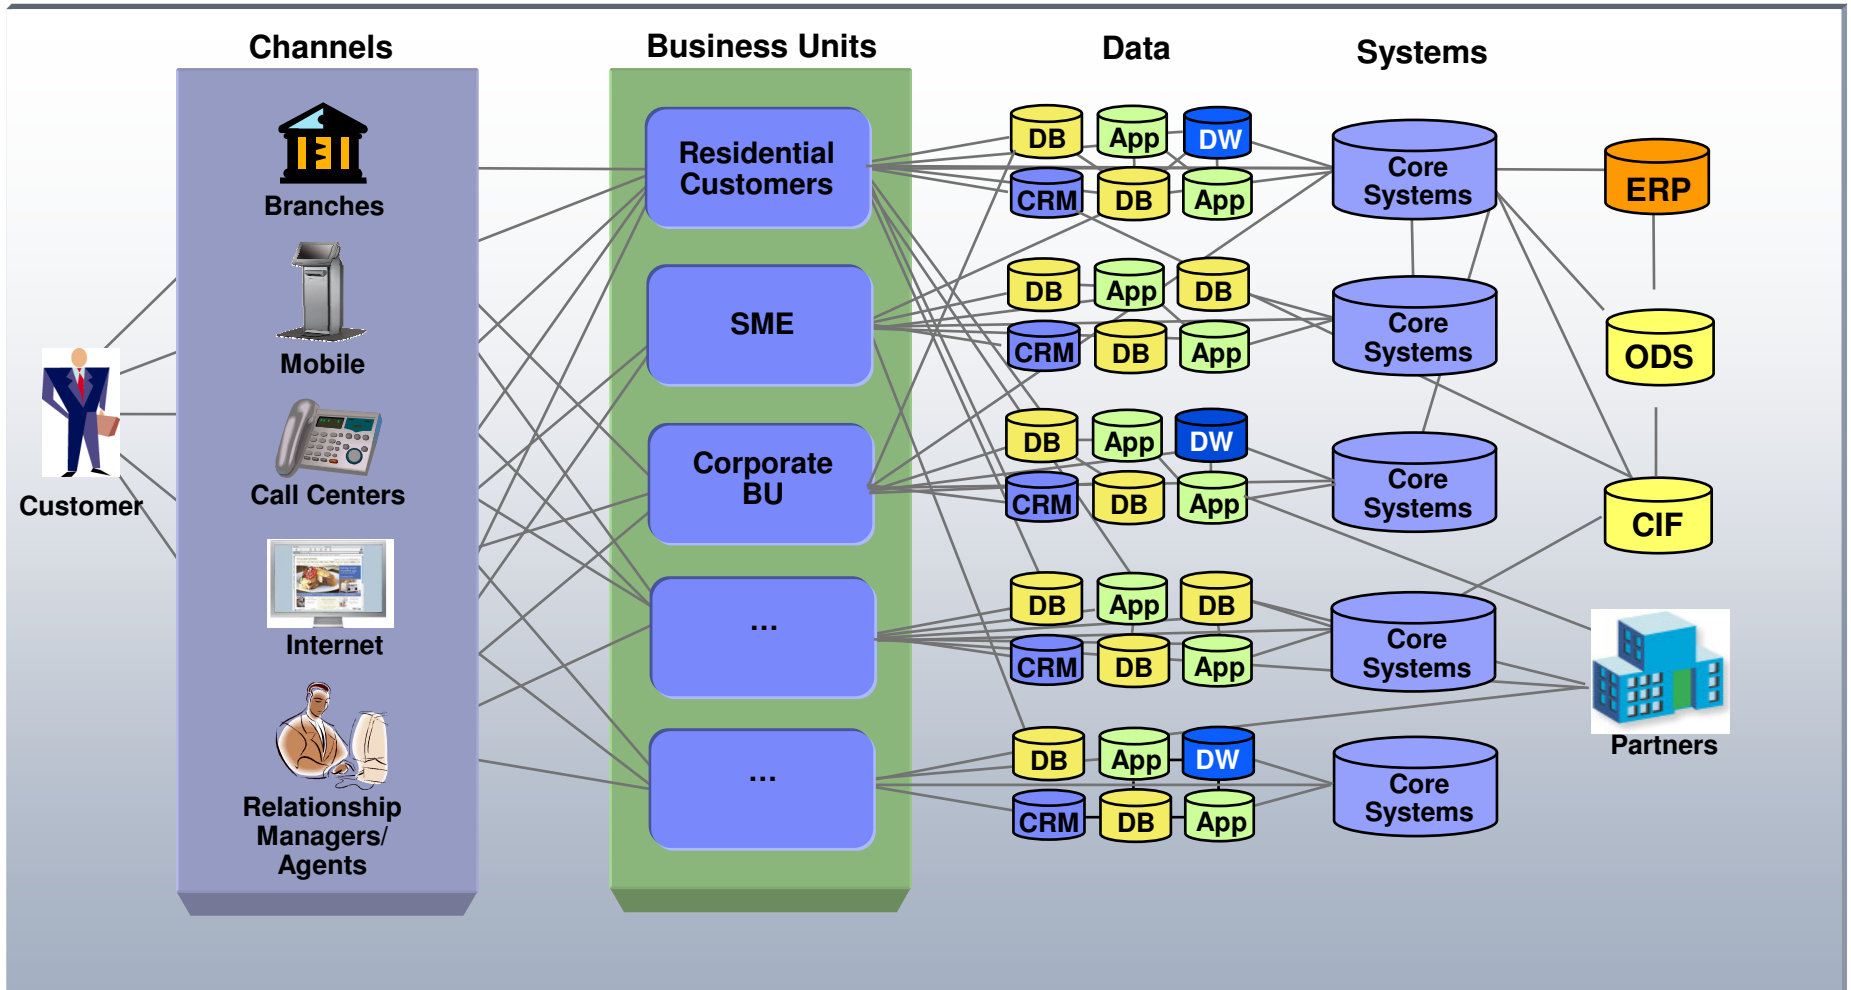 Channels
Business Units
Data
Systems
Customer
Branches
Mobile
Call Centers
Internet
Relationship
Managers/
Agents
Residential
Customers
SME
Corporate
BU
...
...
DB App DW
CRM DB App
DB App DB
CRM DB App
DB App DW
CRM DB App
DB App DB
CRM DB App
DB App DW
CRM DB App
Core
Systems
Core
Systems
Core
Systems
Core
Systems
Core
Systems
ERP
ODS
CIF
Partners